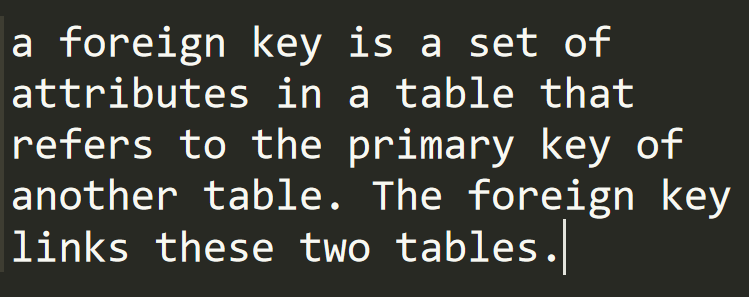 a foreign key is a set of
attributes in a table that
refers to the primary key of
another table. The foreign key
links these two tables.